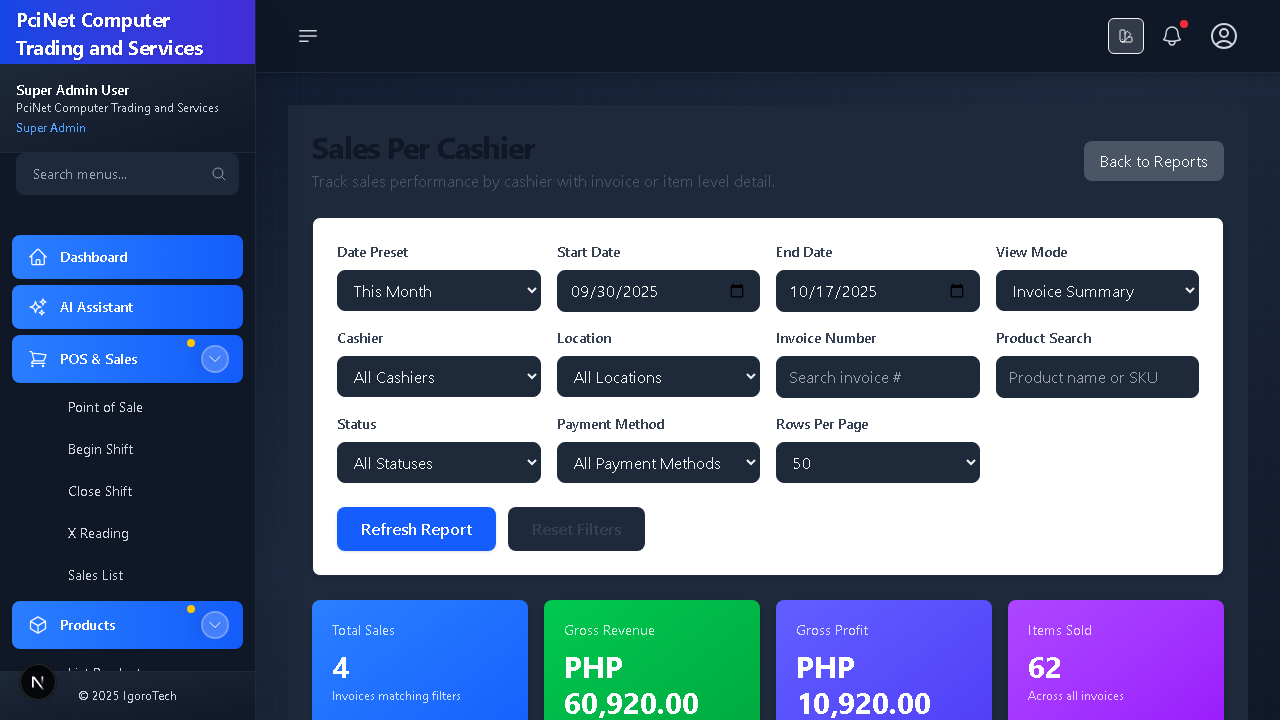 PciNet Computer
Trading and Services
Super Admin User
PciNet Computer Trading and Services
Super Admin
Search menus...
Dashboard
AI Assistant
POS & Sales
Point of Sale
Begin Shift
Close Shift
X Reading
Sales List
Products
N
© 2025 IgoroTech
Sales Per Cashier
Track sales performance by cashier with invoice or item level detail.
Back to Reports
Date Preset Start Date End Date View Mode
This Month 09/30/2025 10/17/2025 Invoice Summary
Cashier Location Invoice Number Product Search
All Cashiers All Locations Search invoice # Product name or SKU
Status Payment Method Rows Per Page
All Statuses All Payment Methods 50
Refresh Report Reset Filters
Total Sales Gross Revenue Gross Profit Items Sold
4 PHP PHP 62
Invoices matching filters 60,920.00 10,920.00 Across all invoices